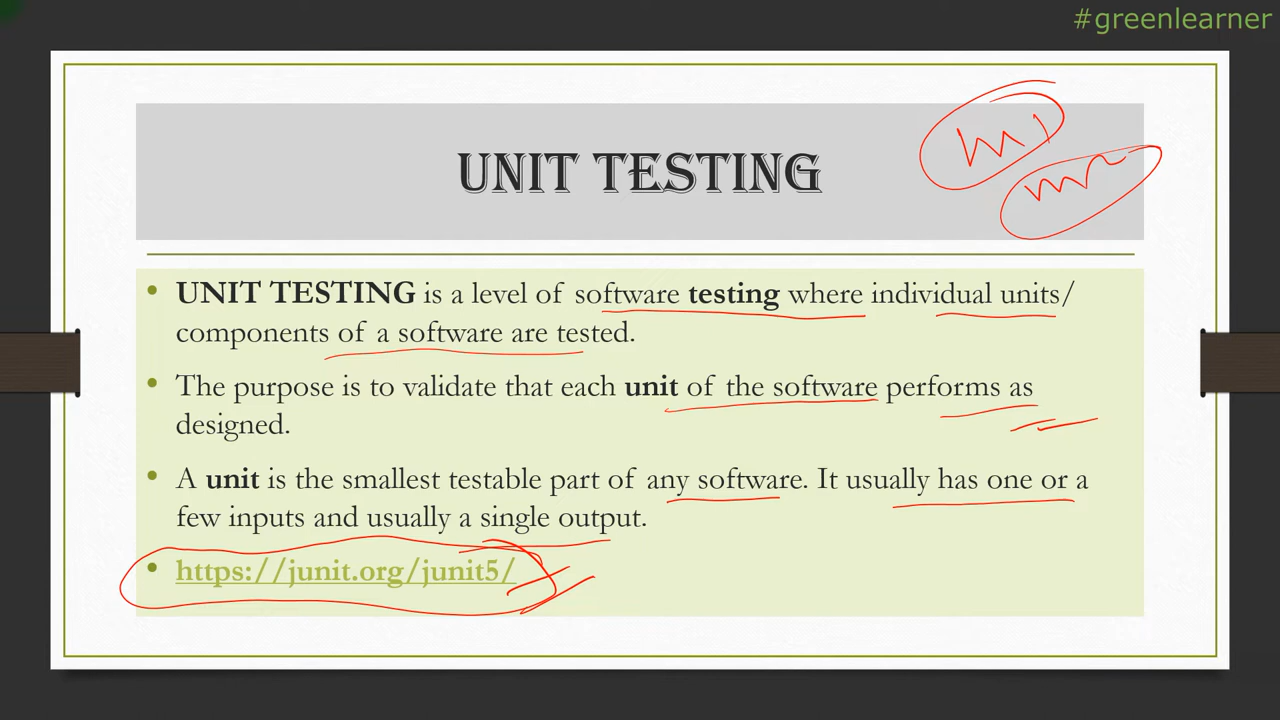 #greenlearner
UNIT TESTING
m1
m2
• UNIT TESTING is a level of software testing where individual units/
components of a software are tested.
• The purpose is to validate that each unit of the software performs as
designed.
• A unit is the smallest testable part of any software. It usually has one or a
few inputs and usually a single output.
• https://junit.org/junit5/